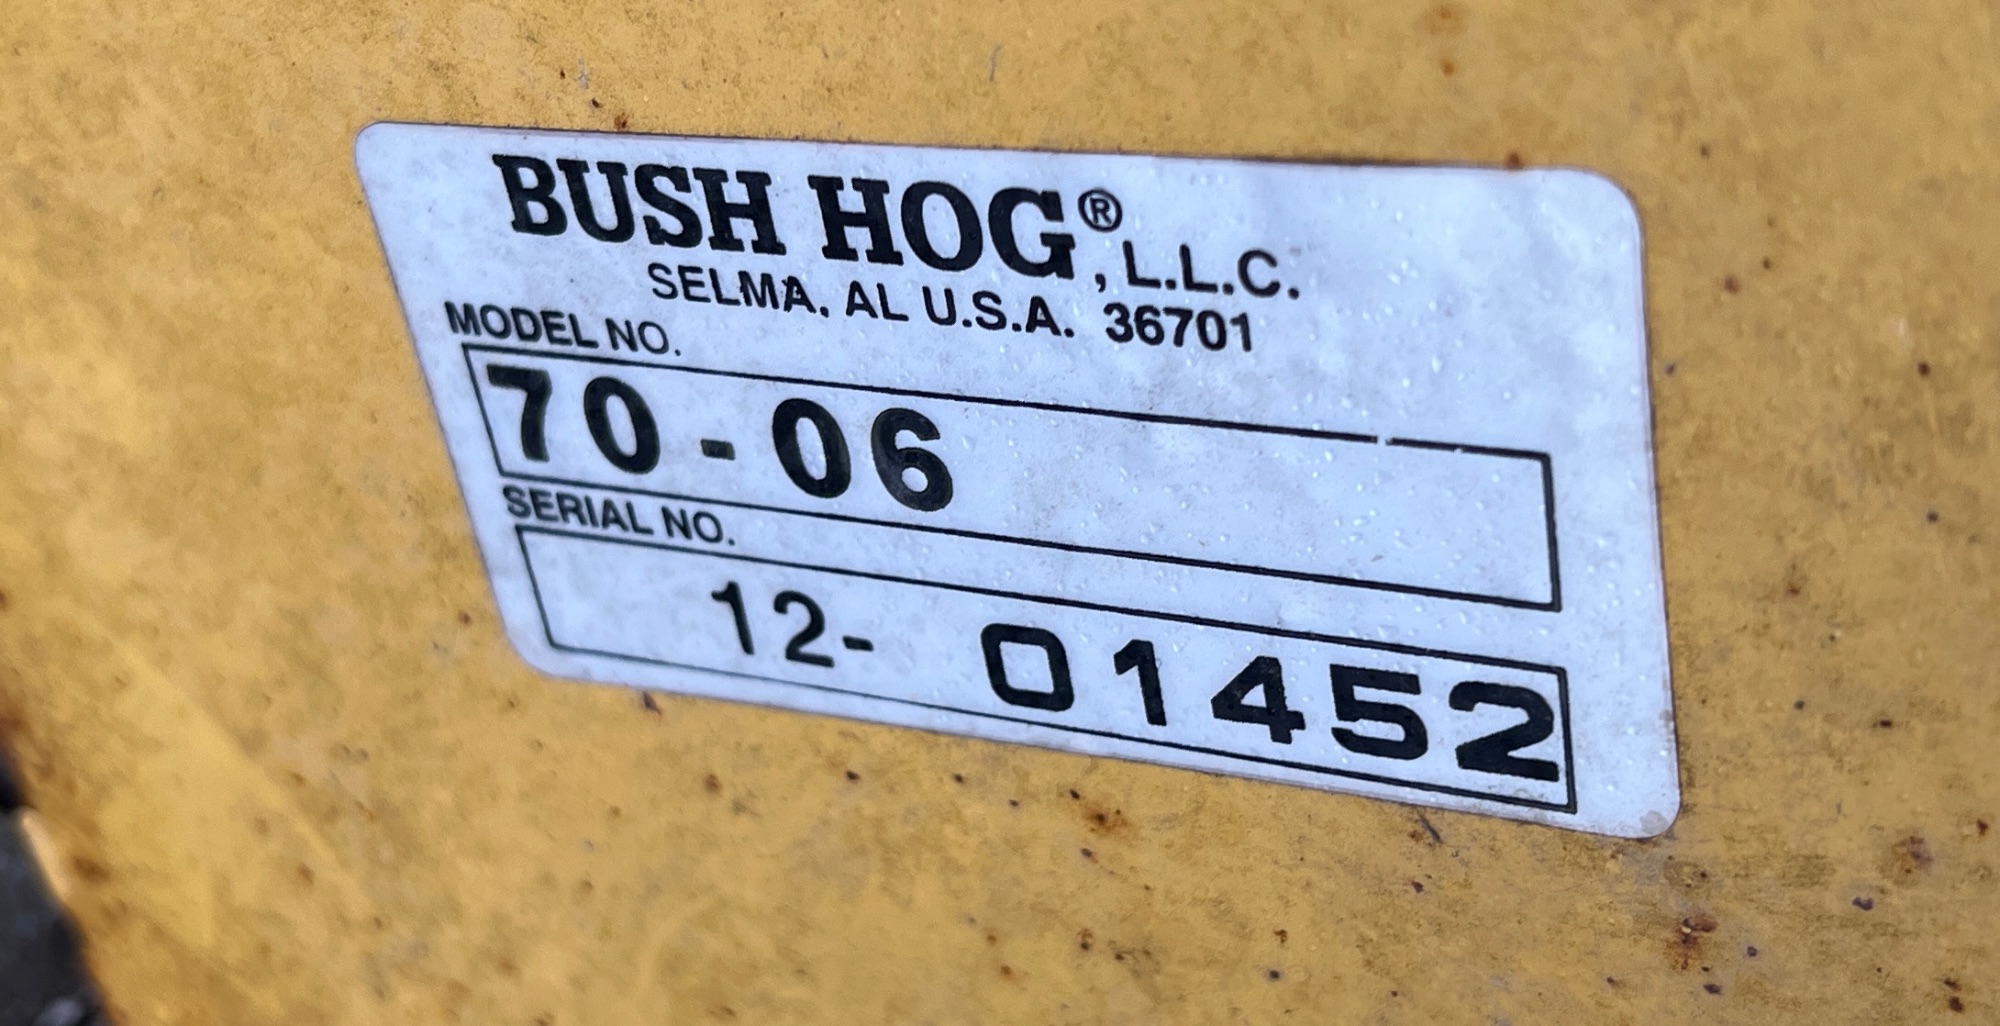 BUSH HOG®, L.L.C.
SELMA, AL U.S.A. 36701
MODEL NO.
70-06
SERIAL NO.
12- 01452